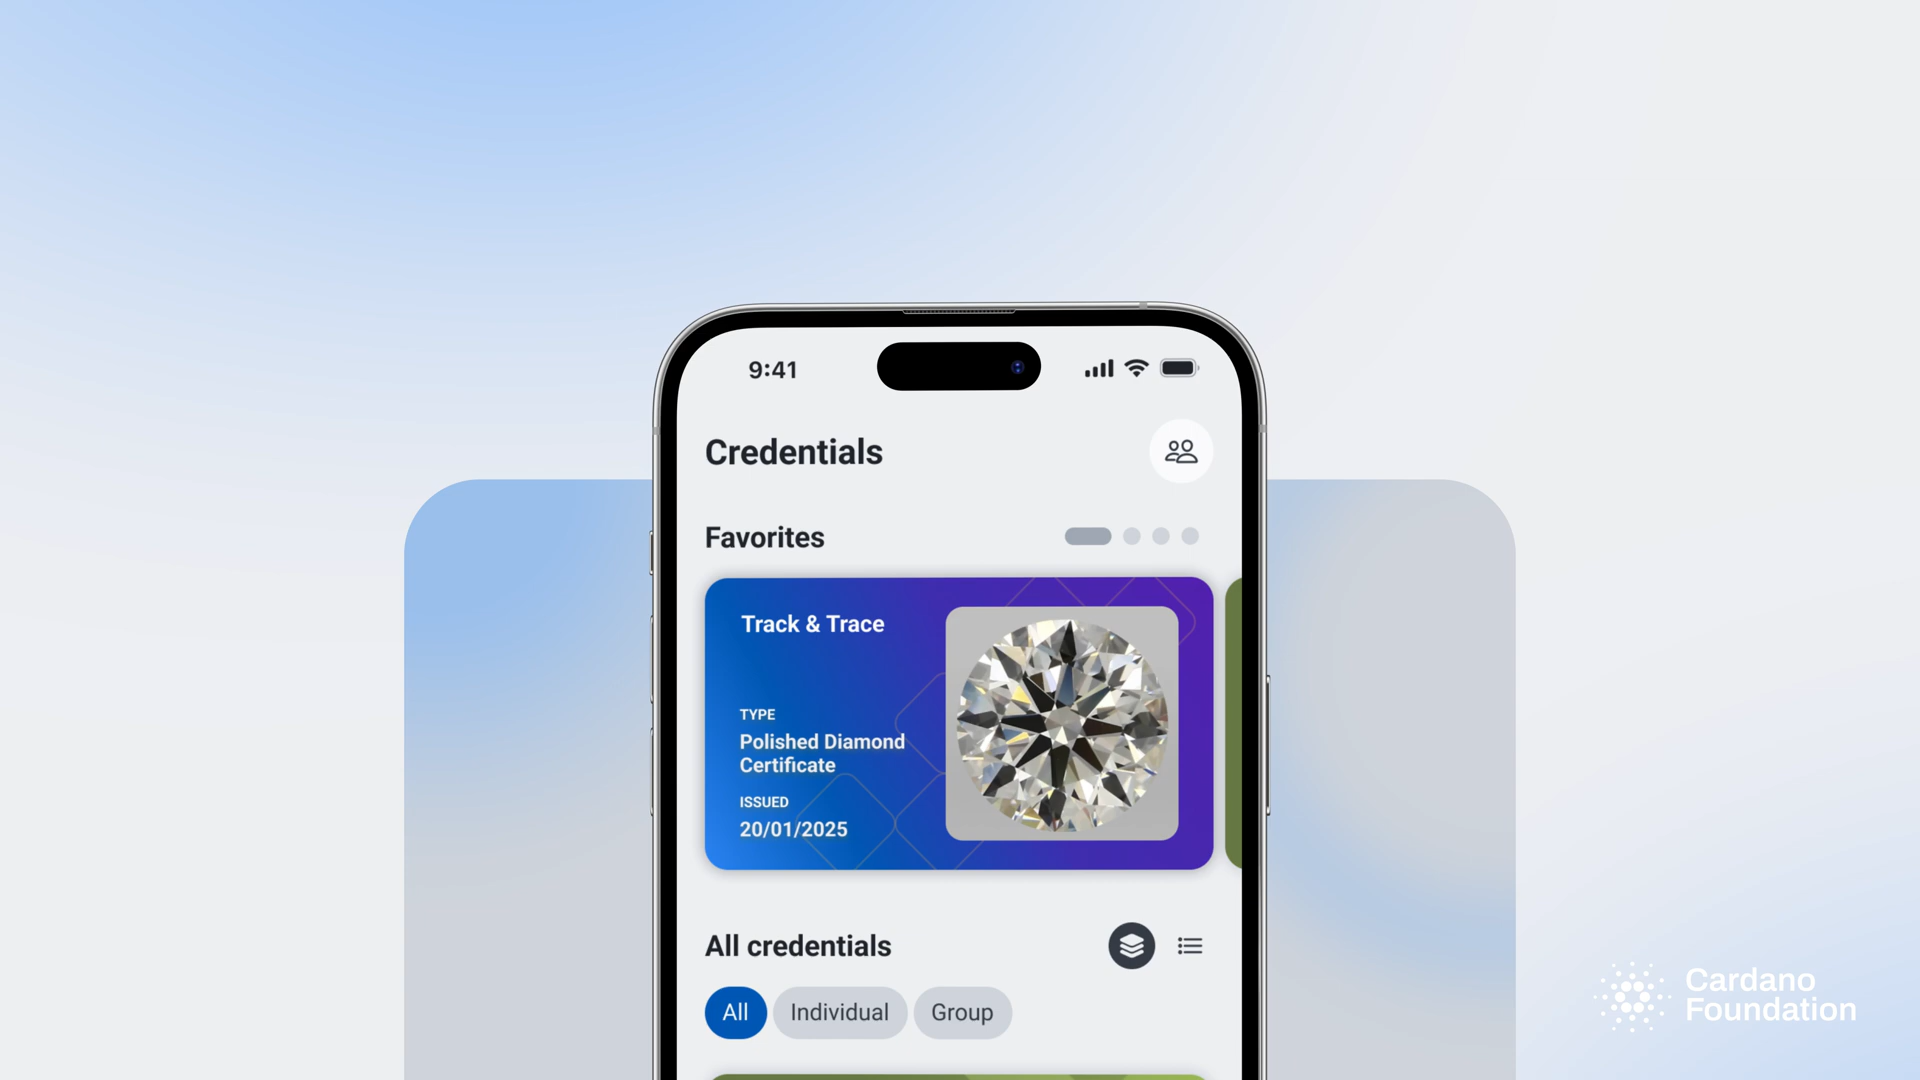 9:41
Credentials
Favorites
Track & Trace
TYPE
Polished Diamond
Certificate
ISSUED
20/01/2025
All credentials
All
Individual
Group
Cardano
Foundation